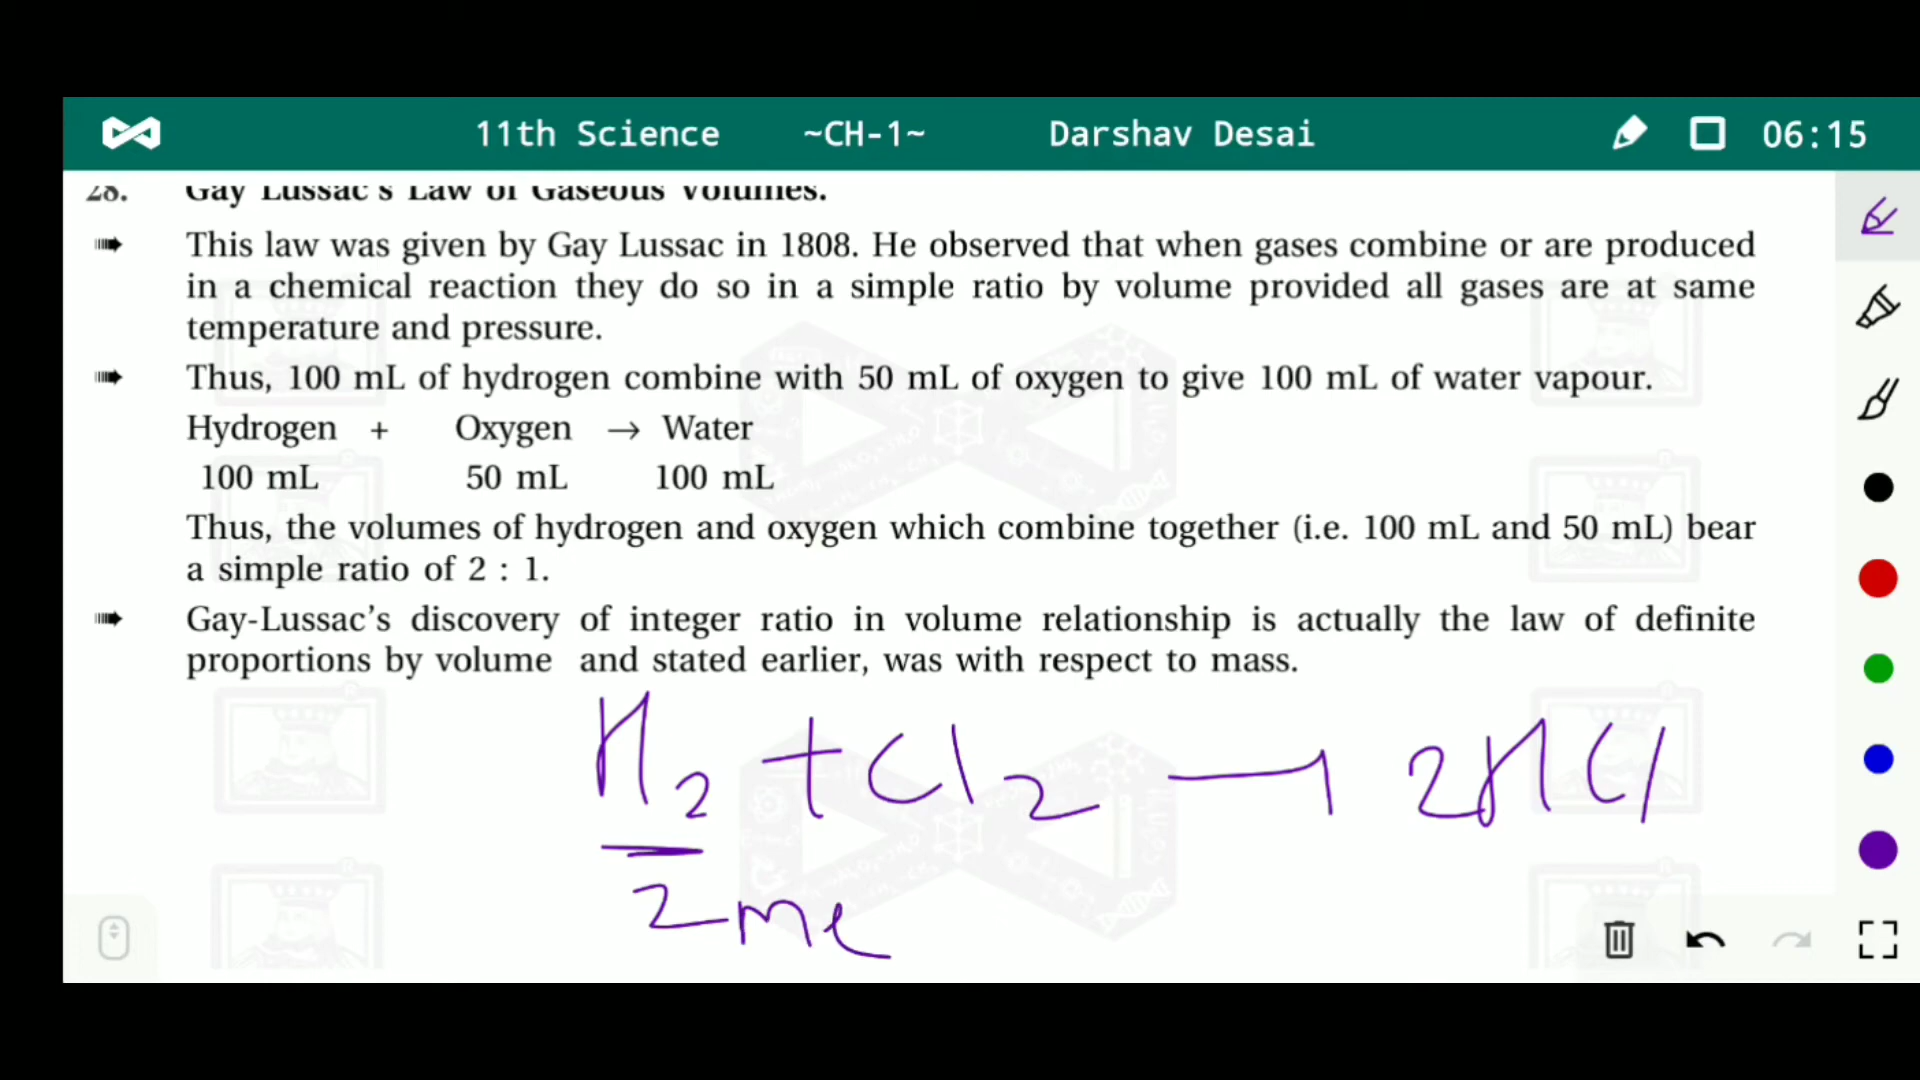 11th Science ~CH-1~ Darshav Desai 06:15
28. Gay Lussac's Law of Gaseous Volumes.
This law was given by Gay Lussac in 1808. He observed that when gases combine or are produced
in a chemical reaction they do so in a simple ratio by volume provided all gases are at same
temperature and pressure.
Thus, 100 mL of hydrogen combine with 50 mL of oxygen to give 100 mL of water vapour.
Hydrogen + Oxygen → Water
100 mL 50 mL 100 mL
Thus, the volumes of hydrogen and oxygen which combine together (i.e. 100 mL and 50 mL) bear
a simple ratio of 2 : 1.
Gay-Lussac's discovery of integer ratio in volume relationship is actually the law of definite
proportions by volume and stated earlier, was with respect to mass.
H2 + Cl2 → 2HCl
2 ml